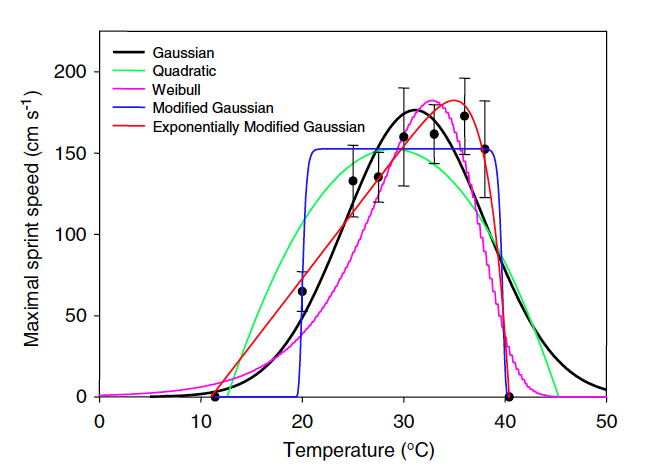 Gaussian
Quadratic
Weibull
Modified Gaussian
Exponentially Modified Gaussian
200
150
100
50
0
Maximal sprint speed (cm s⁻¹)
0 10 20 30 40 50
Temperature (°C)